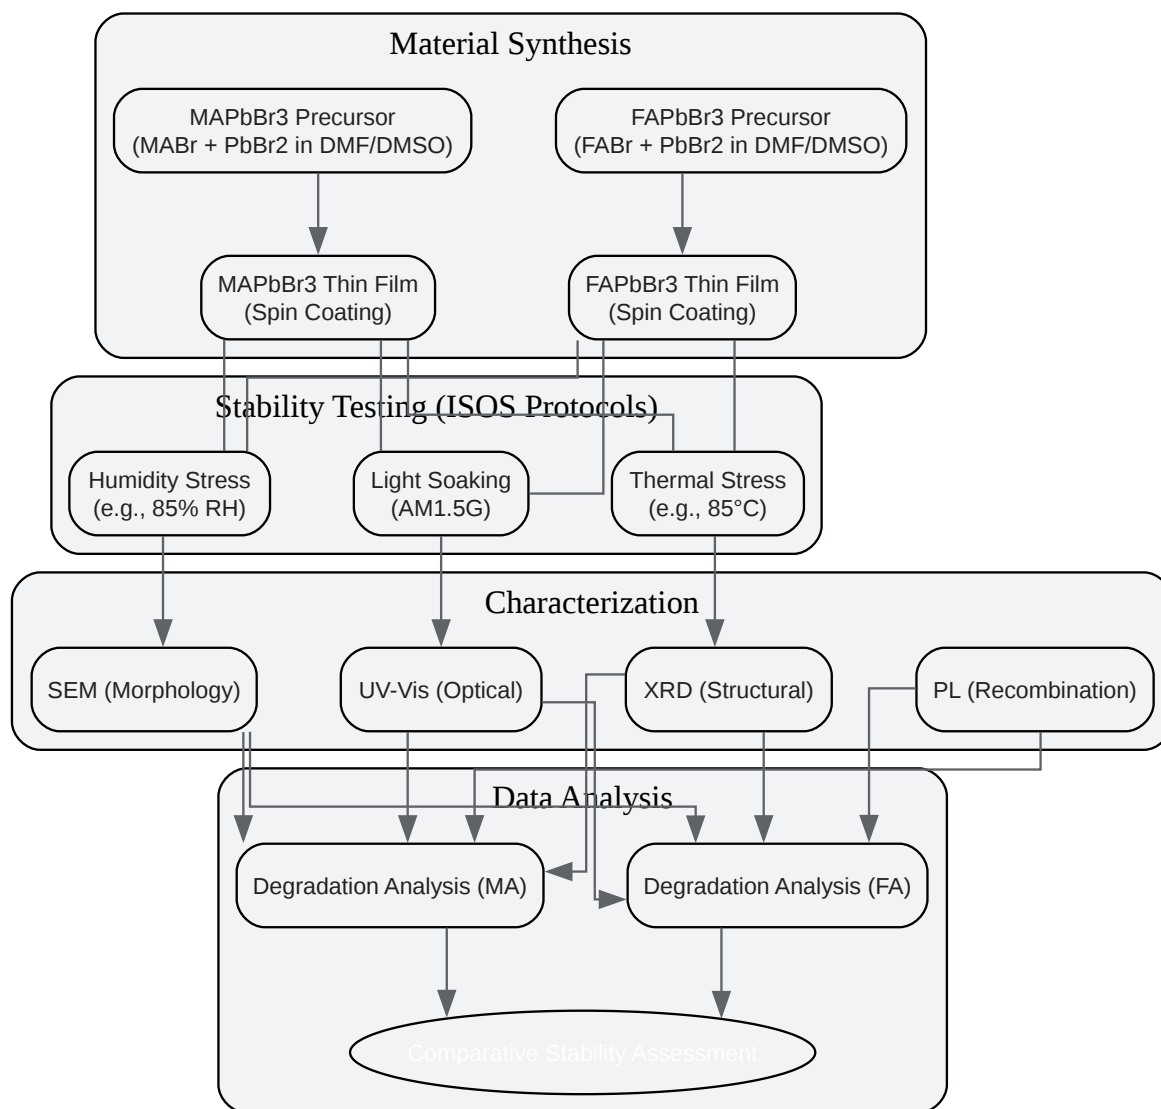 Material Synthesis
MAPbBr3 Precursor
(MABr + PbBr2 in DMF/DMSO)
FAPbBr3 Precursor
(FABr + PbBr2 in DMF/DMSO)
MAPbBr3 Thin Film
(Spin Coating)
FAPbBr3 Thin Film
(Spin Coating)
Stability Testing (ISOS Protocols)
Humidity Stress
(e.g., 85% RH)
Light Soaking
(AM1.5G)
Thermal Stress
(e.g., 85°C)
Characterization
SEM (Morphology)
UV-Vis (Optical)
XRD (Structural)
PL (Recombination)
Data Analysis
Degradation Analysis (MA)
Degradation Analysis (FA)
Comparative Stability Assessment